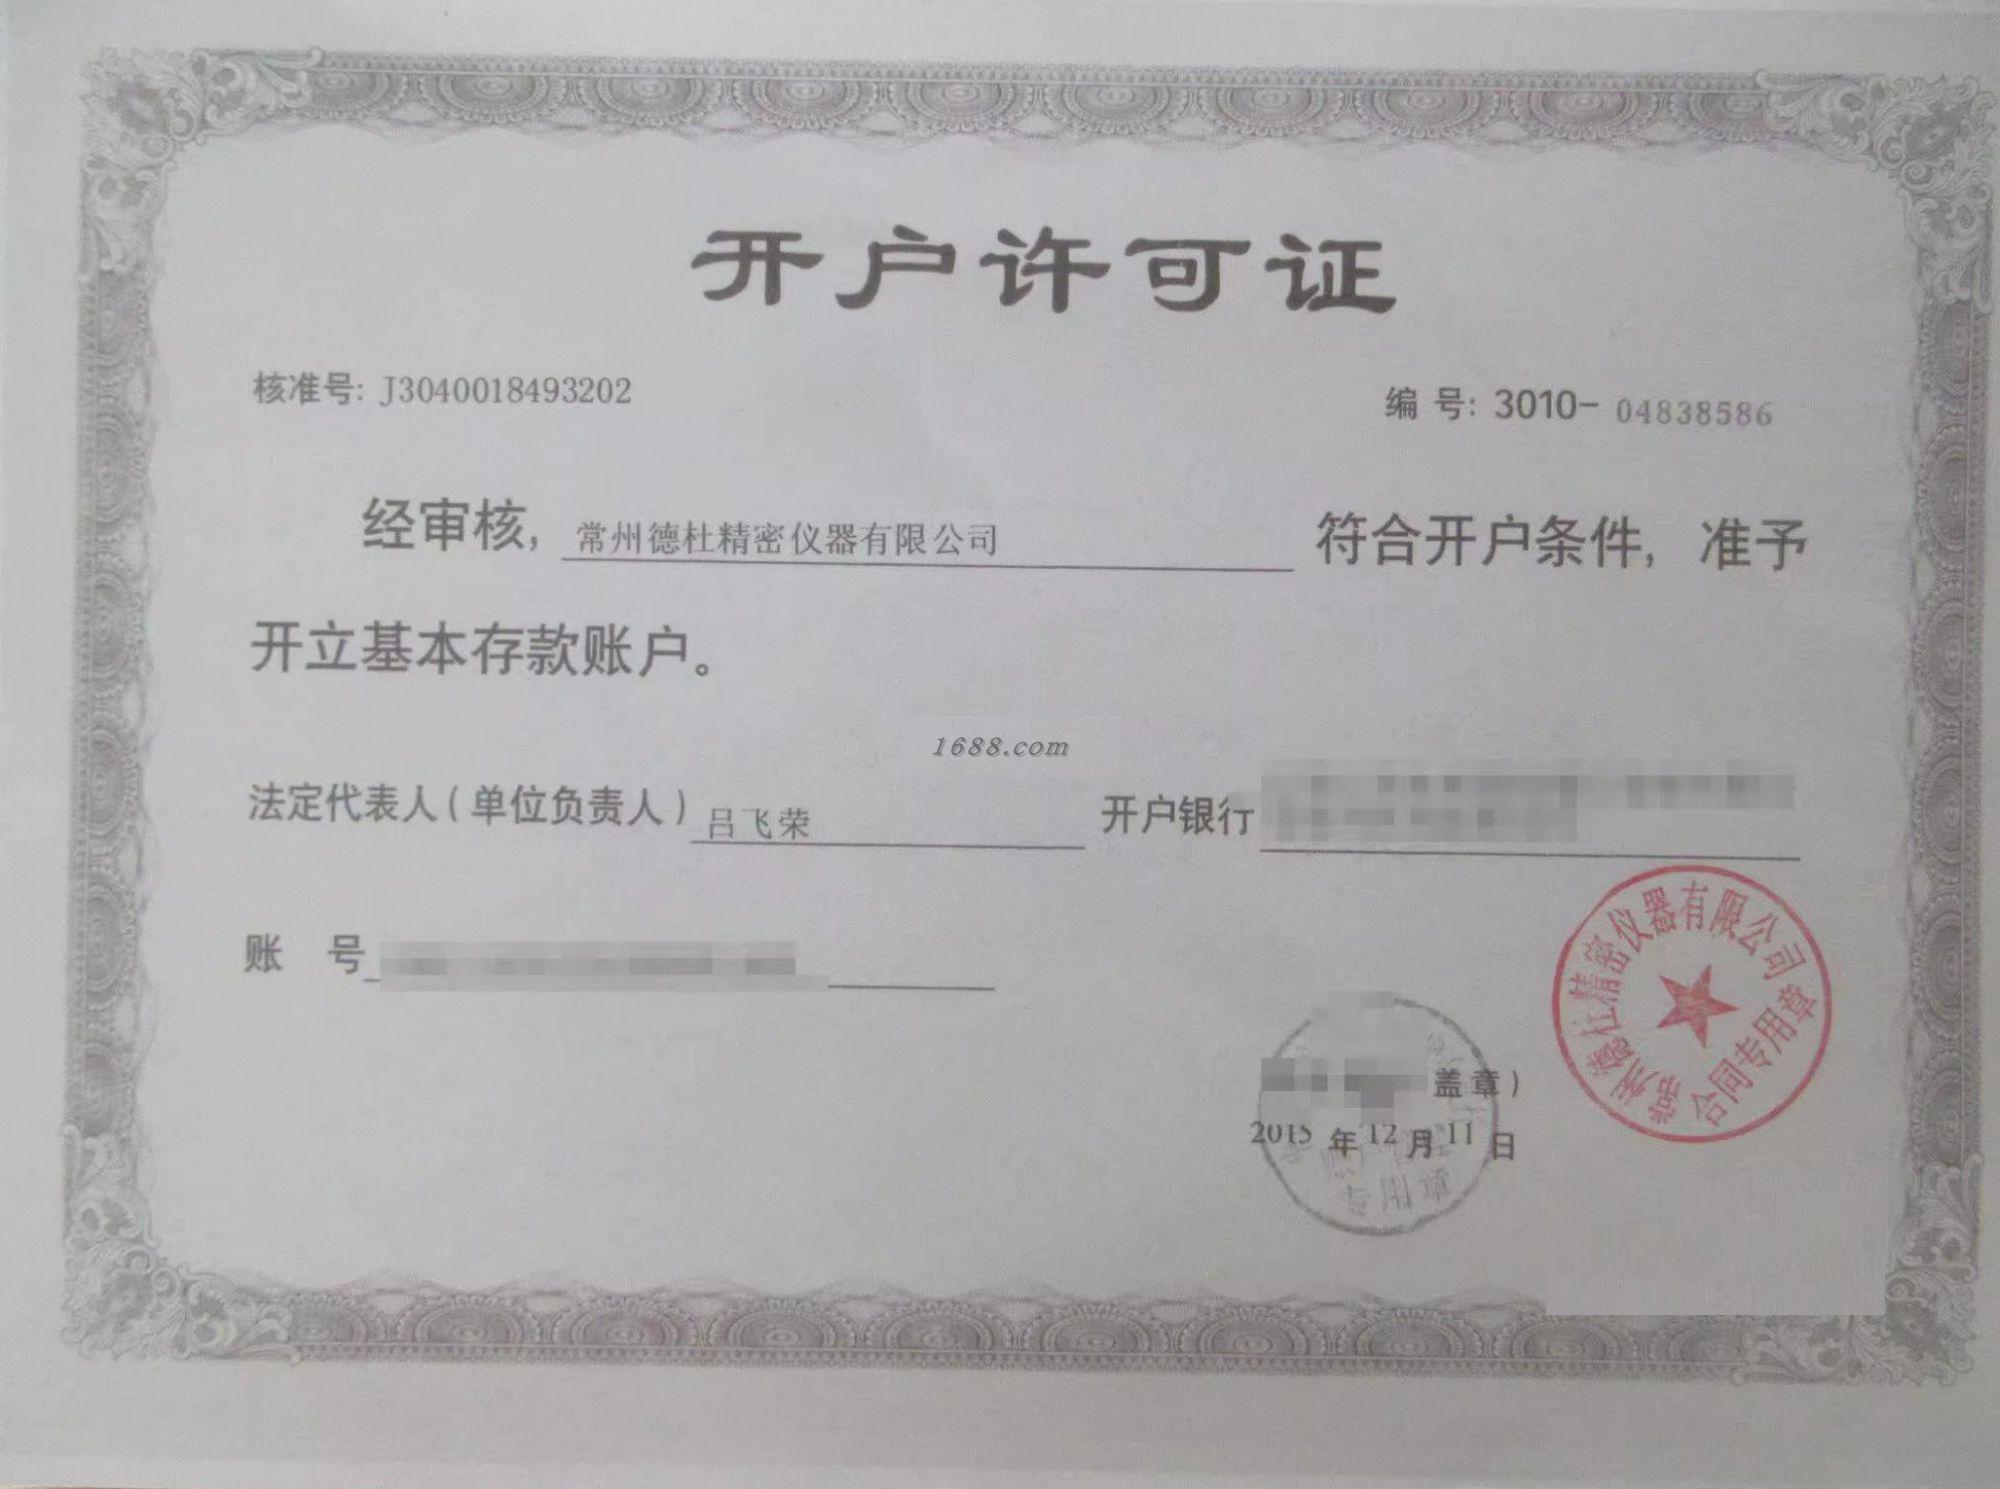 开户许可证
核准号: J3040018493202
编 号: 3010- 04838586
经审核, 常州德杜精密仪器有限公司 符合开户条件, 准予
开立基本存款账户。
1688.com
法定代表人(单位负责人) 吕飞荣 开户银行
账 号
常州德杜精密仪器有限公司
合同专用章
盖章)
2015 年 12 月 11 日
专用章